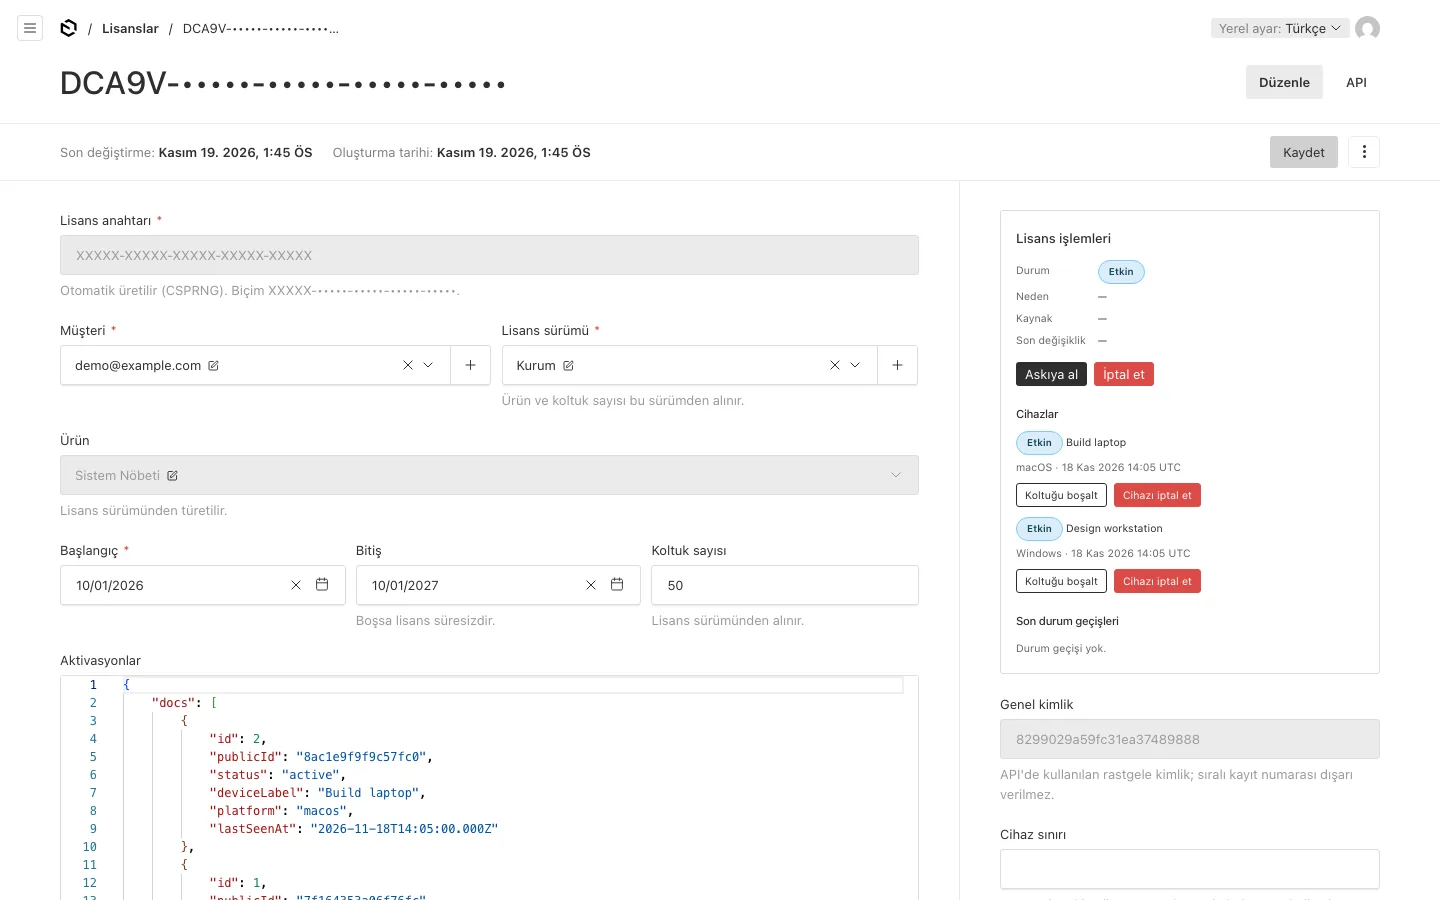 / Lisanslar / DCA9V-•••••-•••••-••••…
Yerel ayar: Türkçe
DCA9V-•••••-•••••-•••••-•••••
Düzenle
API
Son değiştirme: Kasım 19. 2026, 1:45 ÖS Oluşturma tarihi: Kasım 19. 2026, 1:45 ÖS
Kaydet
Lisans anahtarı *
XXXXX-XXXXX-XXXXX-XXXXX-XXXXX
Otomatik üretilir (CSPRNG). Biçim XXXXX-•••••-•••••-•••••-•••••.
Müşteri *
demo@example.com
Lisans sürümü *
Kurum
Ürün ve koltuk sayısı bu sürümden alınır.
Ürün
Sistem Nöbeti
Lisans sürümünden türetilir.
Başlangıç *
10/01/2026
Bitiş
10/01/2027
Boşsa lisans süresizdir.
Koltuk sayısı
50
Lisans sürümünden alınır.
Aktivasyonlar
1 {
2 "docs": [
3 {
4 "id": 2,
5 "publicId": "8ac1e9f9f9c57fc0",
6 "status": "active",
7 "deviceLabel": "Build laptop",
8 "platform": "macos",
9 "lastSeenAt": "2026-11-18T14:05:00.000Z"
10 },
11 {
12 "id": 1,
13 "publicId": "7f164353a06f76fc"
Lisans işlemleri
Durum Etkin
Neden —
Kaynak —
Son değişiklik —
Askıya al İptal et
Cihazlar
Etkin Build laptop
macOS · 18 Kas 2026 14:05 UTC
Koltuğu boşalt Cihazı iptal et
Etkin Design workstation
Windows · 18 Kas 2026 14:05 UTC
Koltuğu boşalt Cihazı iptal et
Son durum geçişleri
Durum geçişi yok.
Genel kimlik
8299029a59fc31ea37489888
API'de kullanılan rastgele kimlik; sıralı kayıt numarası dışarı
verilmez.
Cihaz sınırı